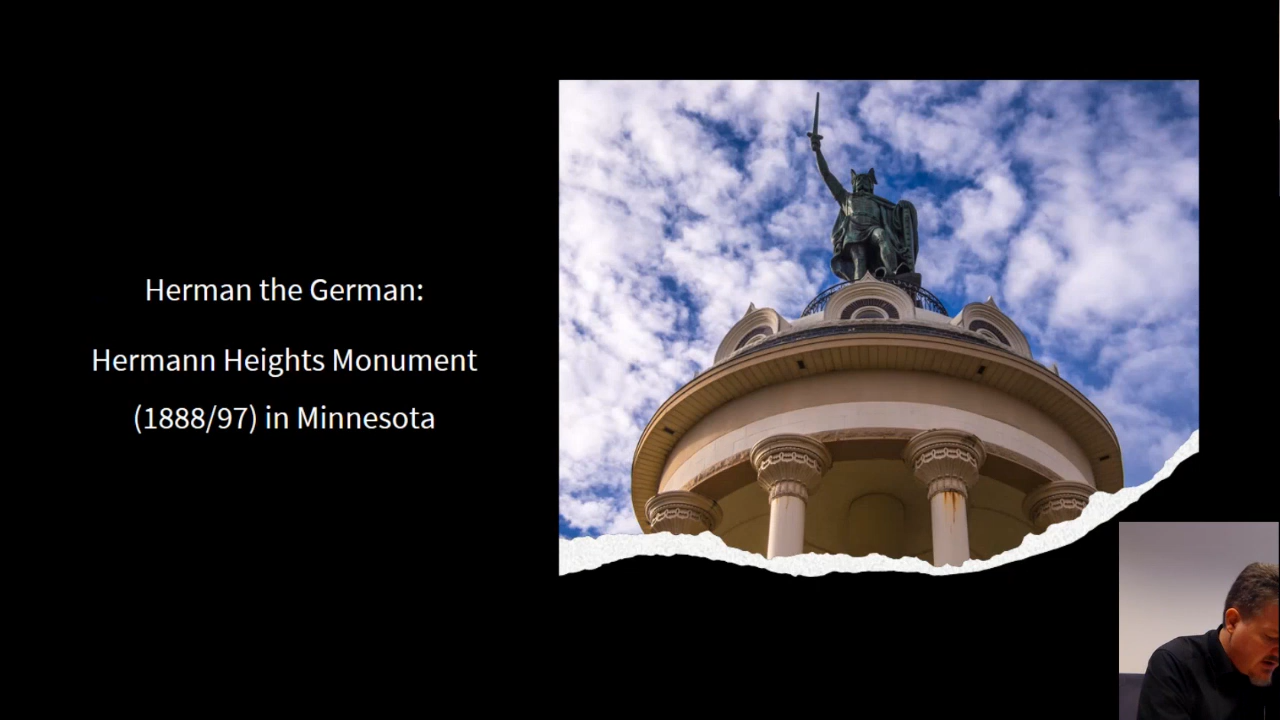 Herman the German:
Hermann Heights Monument
(1888/97) in Minnesota